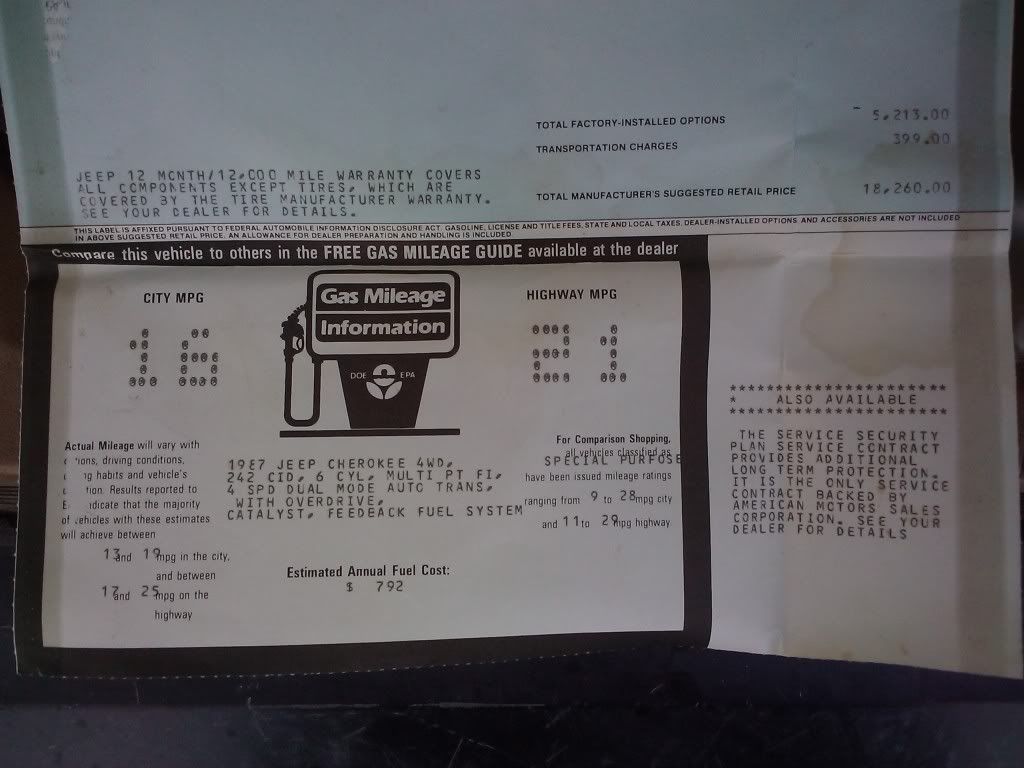 TOTAL FACTORY-INSTALLED OPTIONS 5,213.00
TRANSPORTATION CHARGES 399.00
JEEP 12 MONTH/12,000 MILE WARRANTY COVERS
ALL COMPONENTS EXCEPT TIRES, WHICH ARE
COVERED BY THE TIRE MANUFACTURER WARRANTY.
SEE YOUR DEALER FOR DETAILS.
TOTAL MANUFACTURER'S SUGGESTED RETAIL PRICE 18,260.00
THIS LABEL IS AFFIXED PURSUANT TO FEDERAL AUTOMOBILE INFORMATION DISCLOSURE ACT. GASOLINE, LICENSE AND TITLE FEES, STATE AND LOCAL TAXES, DEALER-INSTALLED OPTIONS AND ACCESSORIES ARE NOT INCLUDED
IN ABOVE SUGGESTED RETAIL PRICE. AN ALLOWANCE FOR DEALER PREPARATION AND HANDLING IS INCLUDED.
Compare this vehicle to others in the FREE GAS MILEAGE GUIDE available at the dealer
CITY MPG
16
Gas Mileage
Information
DOE EPA
HIGHWAY MPG
21
Actual Mileage will vary with
driving conditions,
habits and vehicle's
Results reported to
indicate that the majority
of vehicles with these estimates
will achieve between
13 and 19 mpg in the city,
and between
17 and 25 mpg on the
highway
1987 JEEP CHEROKEE 4WD,
242 CID, 6 CYL, MULTI PT FI,
4 SPD DUAL MODE AUTO TRANS,
WITH OVERDRIVE,
CATALYST, FEEDBACK FUEL SYSTEM
Estimated Annual Fuel Cost:
$ 792
For Comparison Shopping,
all vehicles classified as
SPECIAL PURPOSE
have been issued mileage ratings
ranging from 9 to 28 mpg city
and 11 to 29 mpg highway
**********************
* ALSO AVAILABLE
**********************
THE SERVICE SECURITY
PLAN SERVICE CONTRACT
PROVIDES ADDITIONAL
LONG TERM PROTECTION.
IT IS THE ONLY SERVICE
CONTRACT BACKED BY
AMERICAN MOTORS SALES
CORPORATION. SEE YOUR
DEALER FOR DETAILS